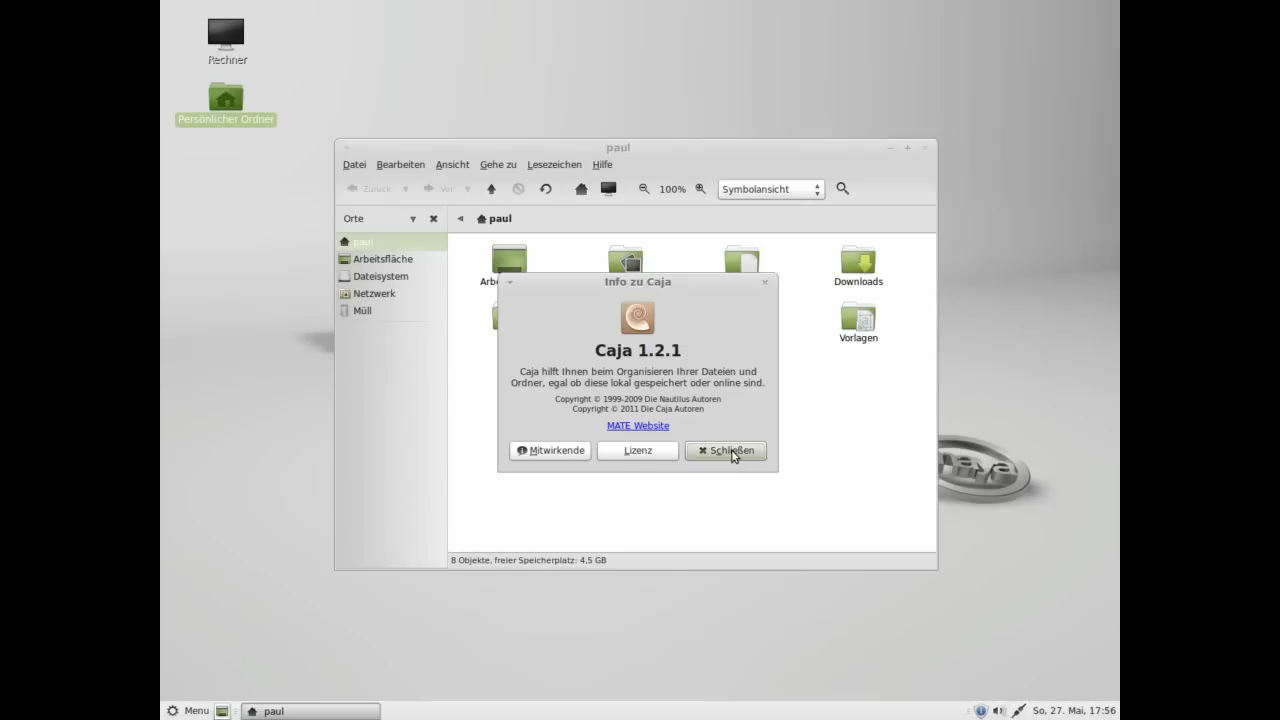 Rechner
Persönlicher Ordner
paul
Datei Bearbeiten Ansicht Gehe zu Lesezeichen Hilfe
Zurück Vor 100% Symbolansicht
Orte paul
paul
Arbeitsfläche
Dateisystem
Netzwerk
Müll
Arbe
Downloads
Vorlagen
Info zu Caja
Caja 1.2.1
Caja hilft Ihnen beim Organisieren Ihrer Dateien und
Ordner, egal ob diese lokal gespeichert oder online sind.
Copyright © 1999-2009 Die Nautilus Autoren
Copyright © 2011 Die Caja Autoren
MATE Website
Mitwirkende Lizenz Schließen
8 Objekte, freier Speicherplatz: 4,5 GB
Menu paul So, 27. Mai, 17:56